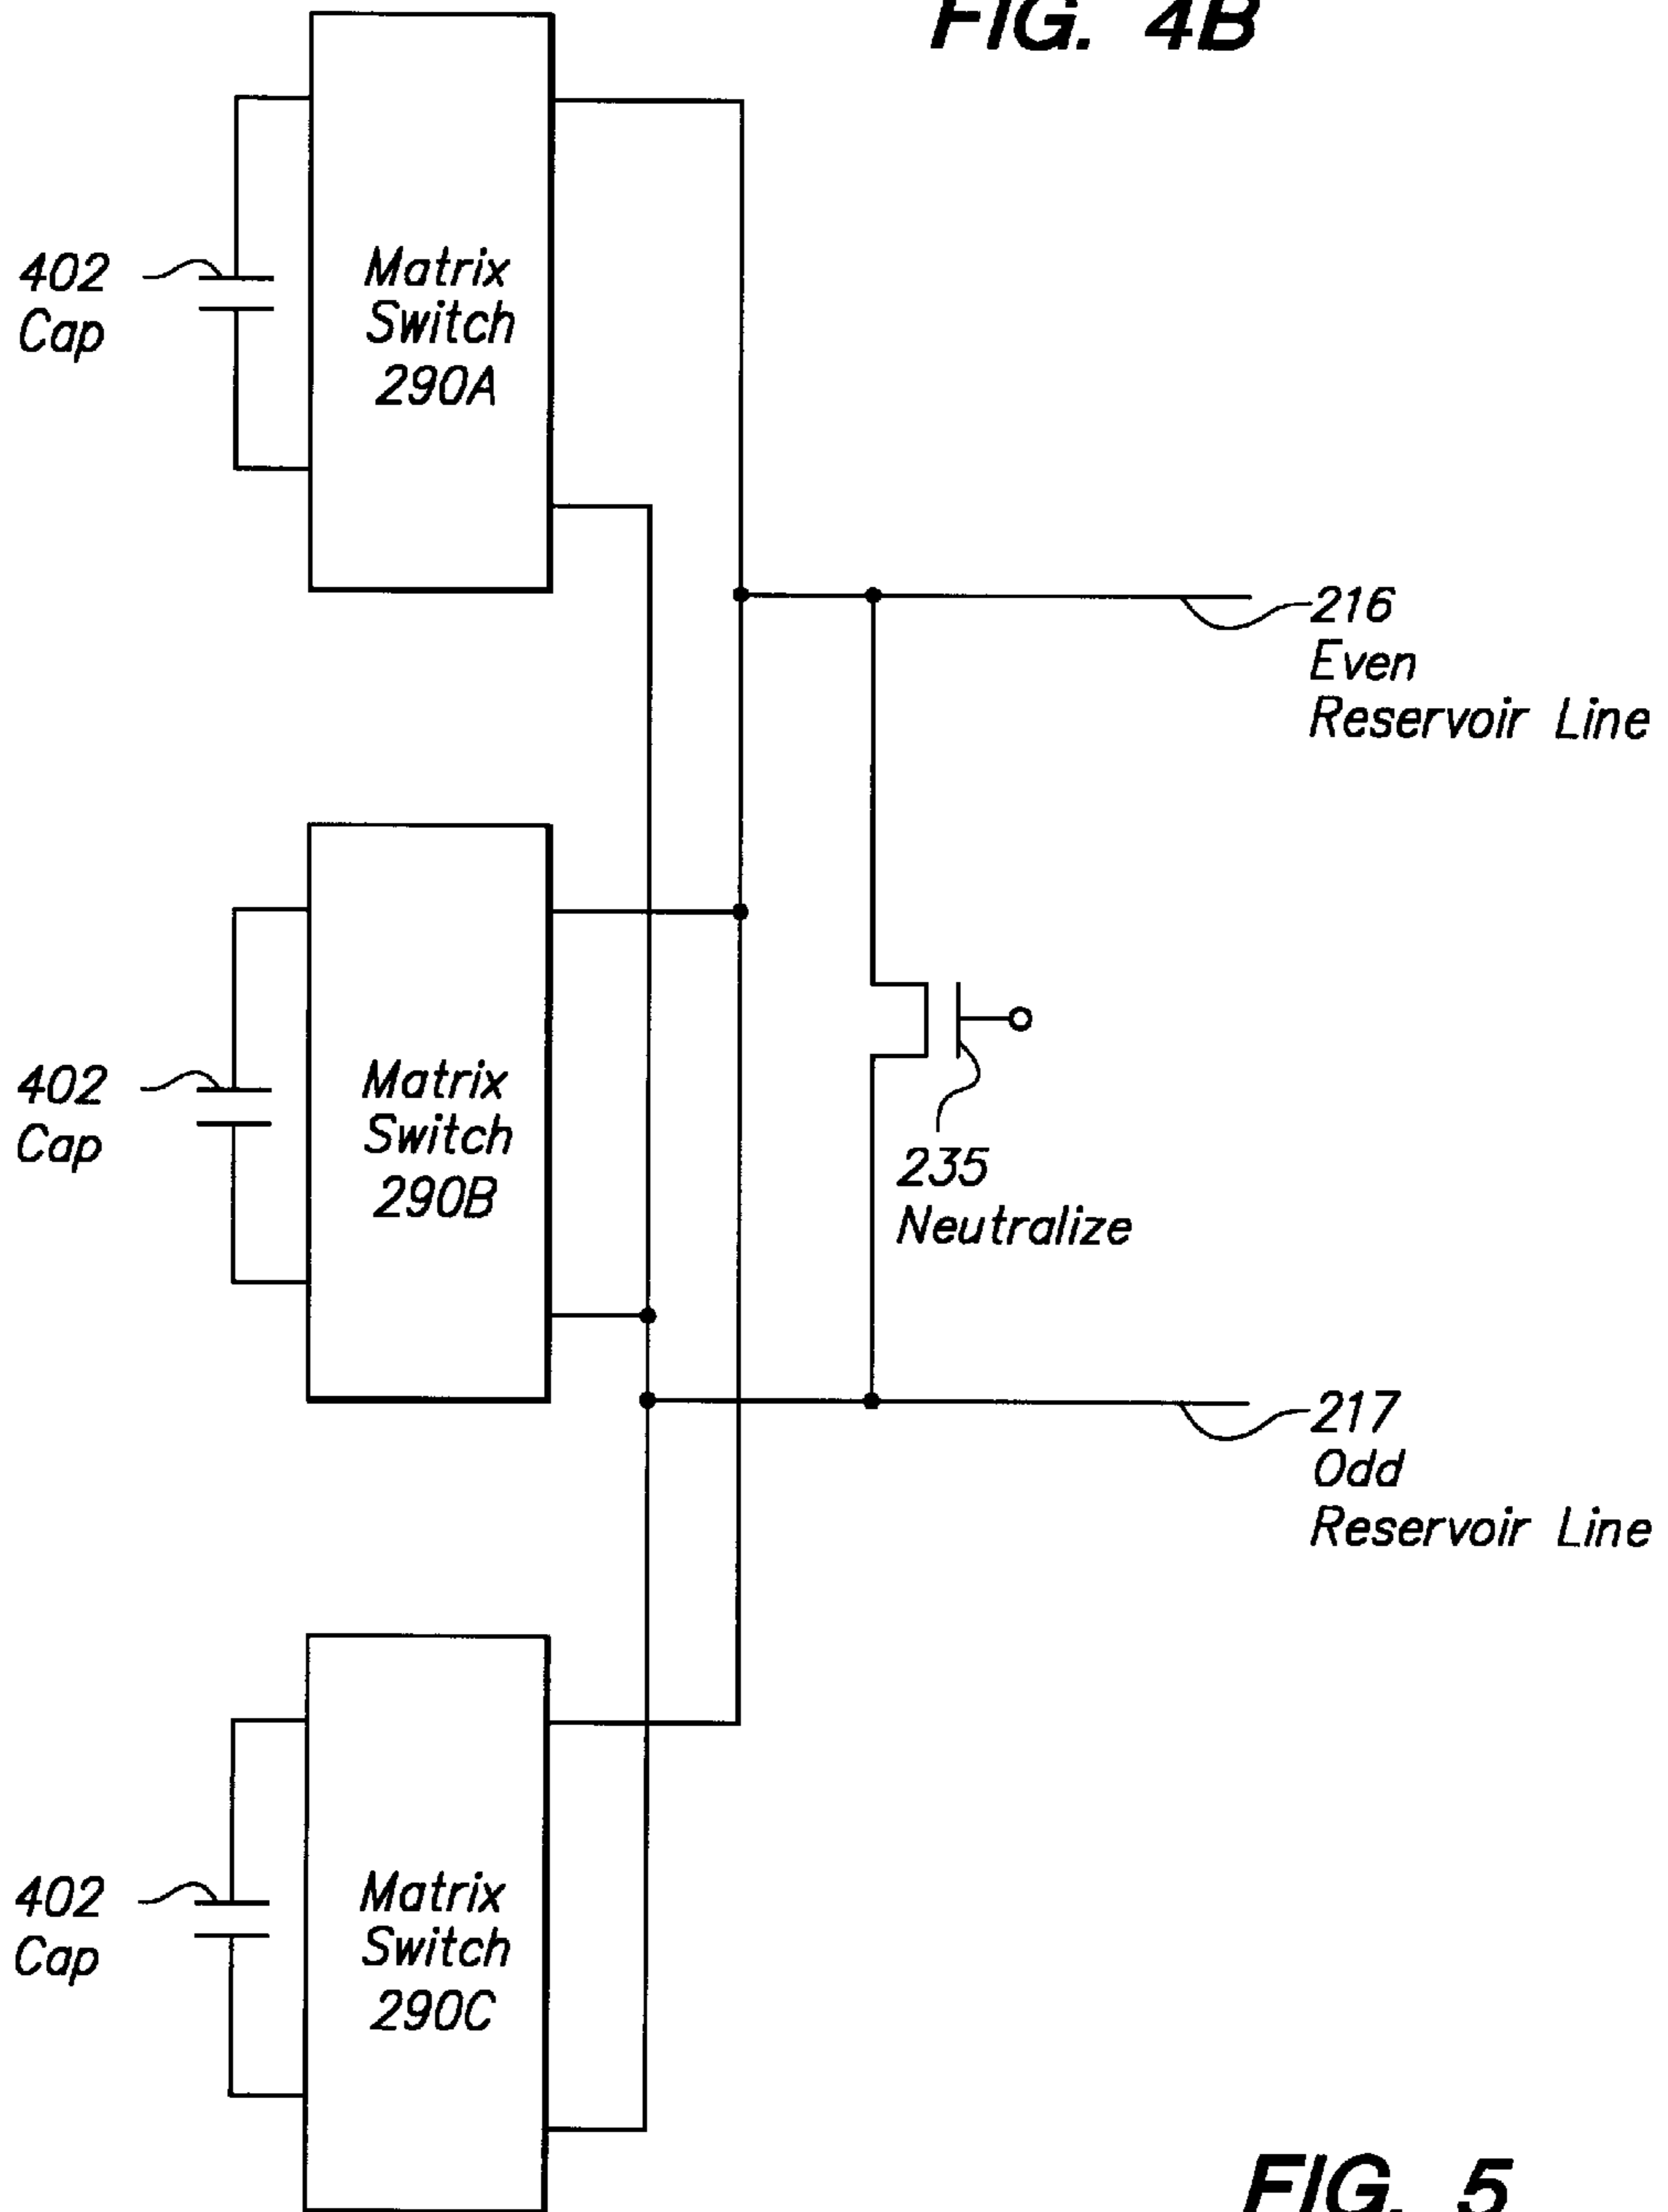 FIG. 4B
402
Cap
Matrix
Switch
290A
216
Even
Reservoir Line
402
Cap
Matrix
Switch
290B
235
Neutralize
217
Odd
Reservoir Line
402
Cap
Matrix
Switch
290C
FIG. 5